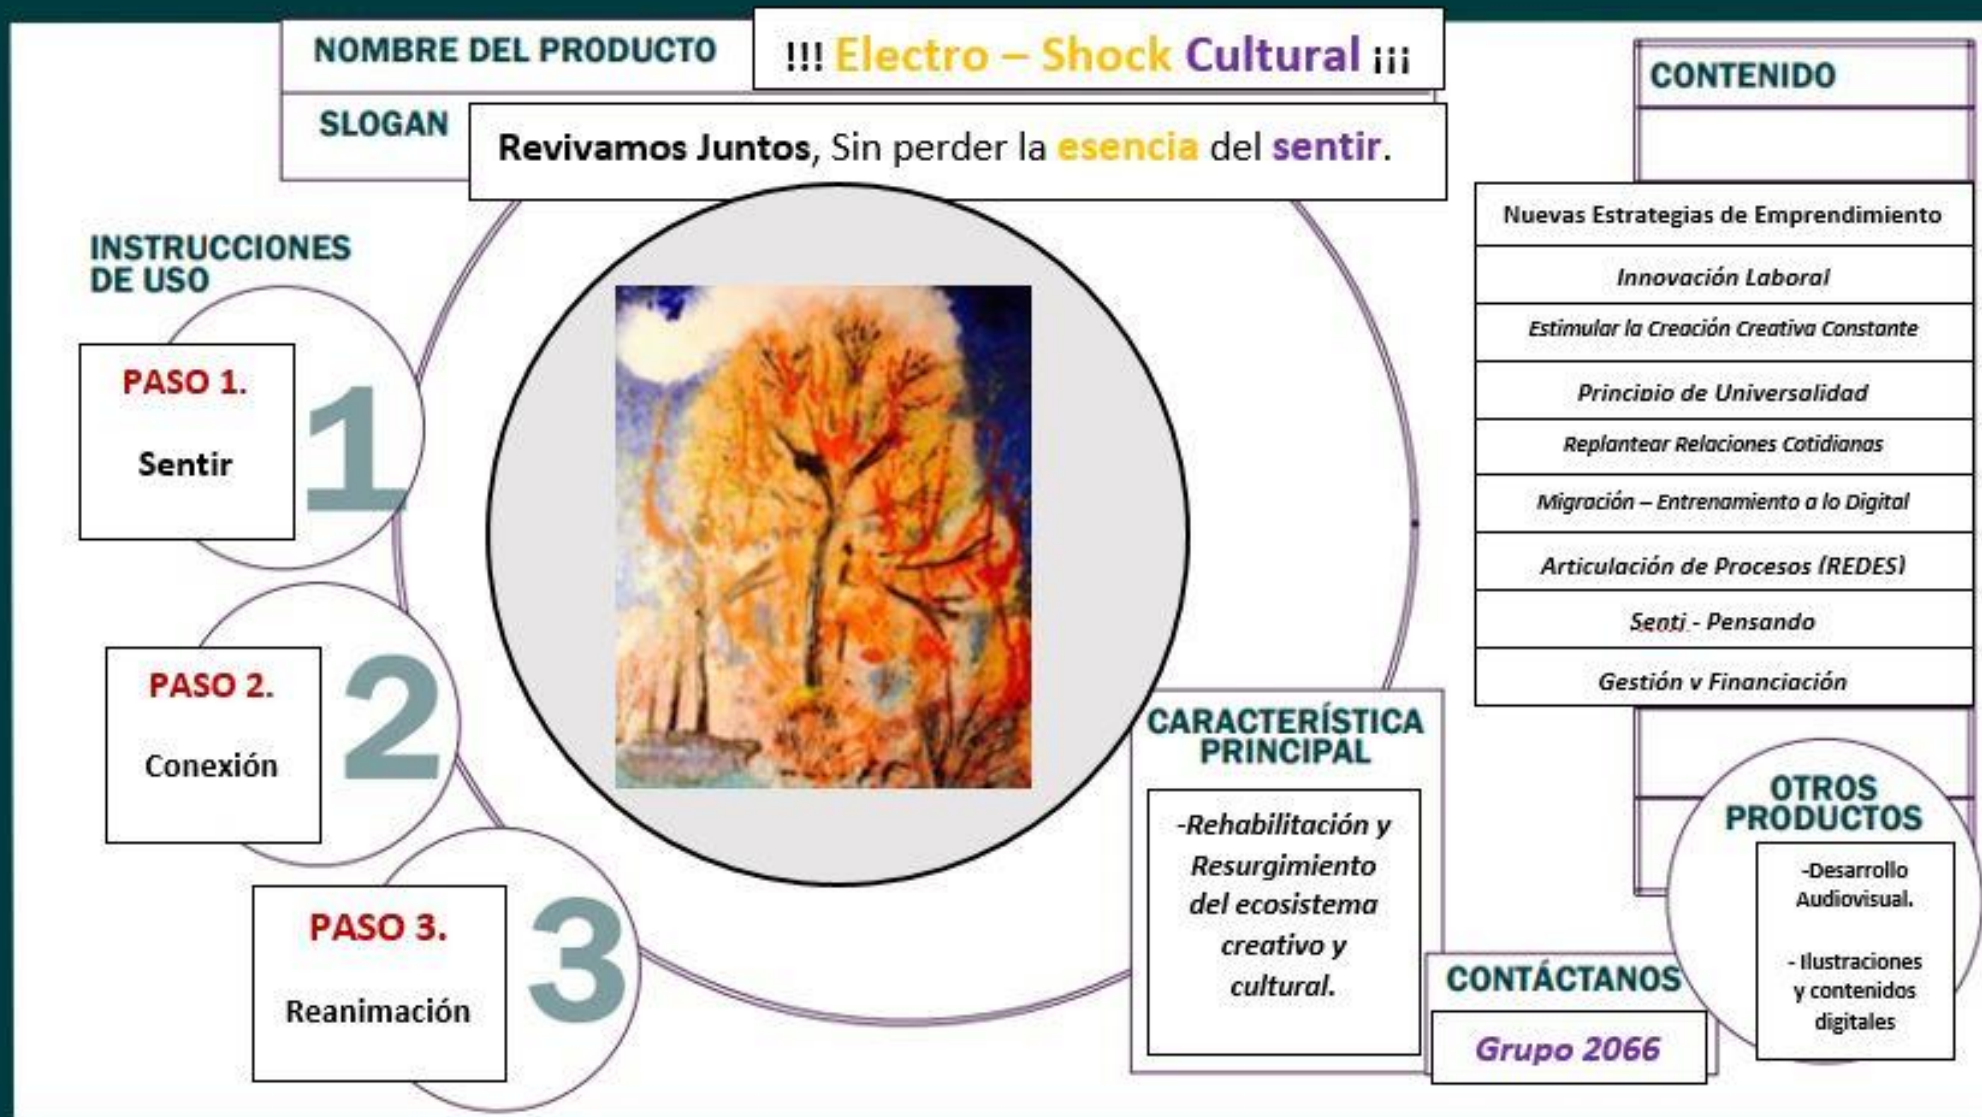 NOMBRE DEL PRODUCTO
!!! Electro – Shock Cultural ¡¡¡
SLOGAN
Revivamos Juntos, Sin perder la esencia del sentir.
INSTRUCCIONES
DE USO
PASO 1.
Sentir
1
PASO 2.
Conexión
2
PASO 3.
Reanimación
3
CARACTERÍSTICA
PRINCIPAL
-Rehabilitación y
Resurgimiento
del ecosistema
creativo y
cultural.
CONTÁCTANOS
Grupo 2066
CONTENIDO
Nuevas Estrategias de Emprendimiento
Innovación Laboral
Estimular la Creación Creativa Constante
Principio de Universalidad
Replantear Relaciones Cotidianas
Migración – Entrenamiento a lo Digital
Articulación de Procesos (REDES)
Senti - Pensando
Gestión y Financiación
OTROS
PRODUCTOS
-Desarrollo
Audiovisual.
- Ilustraciones
y contenidos
digitales